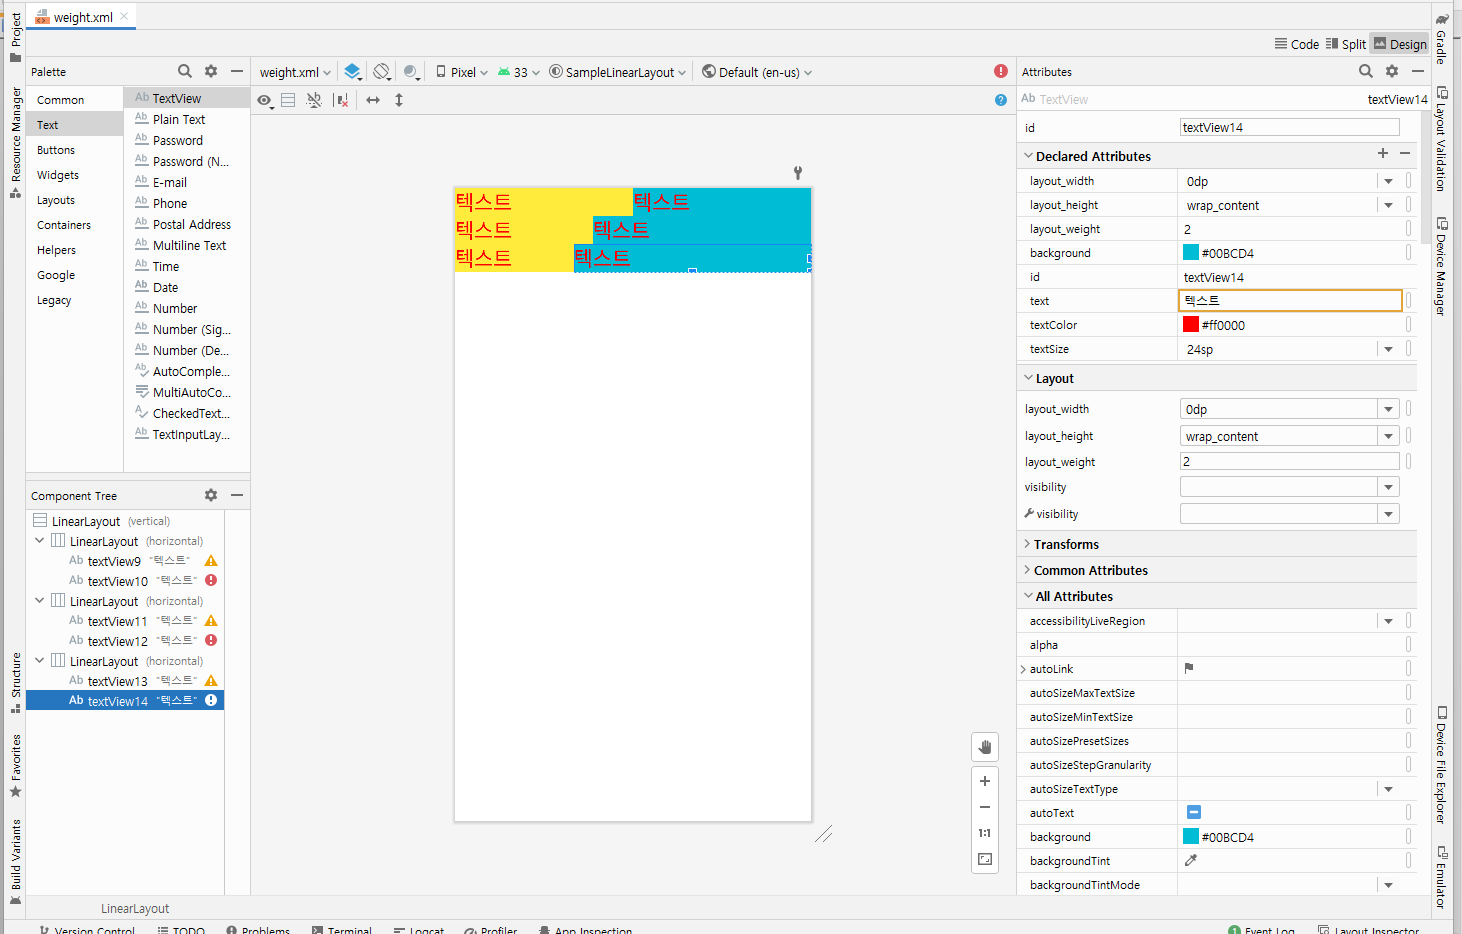 weight.xml
Code Split Design
Palette
weight.xml Pixel 33 SampleLinearLayout Default (en-us)
Attributes
Common
Text
Buttons
Widgets
Layouts
Containers
Helpers
Google
Legacy
Ab TextView
Ab Plain Text
Ab Password
Ab Password (N...
Ab E-mail
Ab Phone
Ab Postal Address
Ab Multiline Text
Ab Time
Ab Date
Ab Number
Ab Number (Sig...
Ab Number (De...
Ab AutoComple...
MultiAutoCo...
A CheckedText...
Ab TextInputLay...
텍스트 텍스트
텍스트 텍스트
텍스트 텍스트
Component Tree
LinearLayout (vertical)
LinearLayout (horizontal)
Ab textView9 "텍스트"
Ab textView10 "텍스트"
LinearLayout (horizontal)
Ab textView11 "텍스트"
Ab textView12 "텍스트"
LinearLayout (horizontal)
Ab textView13 "텍스트"
Ab textView14 "텍스트"
1:1
Ab TextView textView14
id textView14
Declared Attributes
layout_width 0dp
layout_height wrap_content
layout_weight 2
background #00BCD4
id textView14
text 텍스트
textColor #ff0000
textSize 24sp
Layout
layout_width 0dp
layout_height wrap_content
layout_weight 2
visibility
visibility
Transforms
Common Attributes
All Attributes
accessibilityLiveRegion
alpha
autoLink
autoSizeMaxTextSize
autoSizeMinTextSize
autoSizePresetSizes
autoSizeStepGranularity
autoSizeTextType
autoText
background #00BCD4
backgroundTint
backgroundTintMode
Project
Resource Manager
Structure
Favorites
Build Variants
Gradle
Layout Validation
Device Manager
Device File Explorer
Emulator
LinearLayout
Version Control TODO Problems Terminal Logcat Profiler App Inspection 1 Event Log Layout Inspector